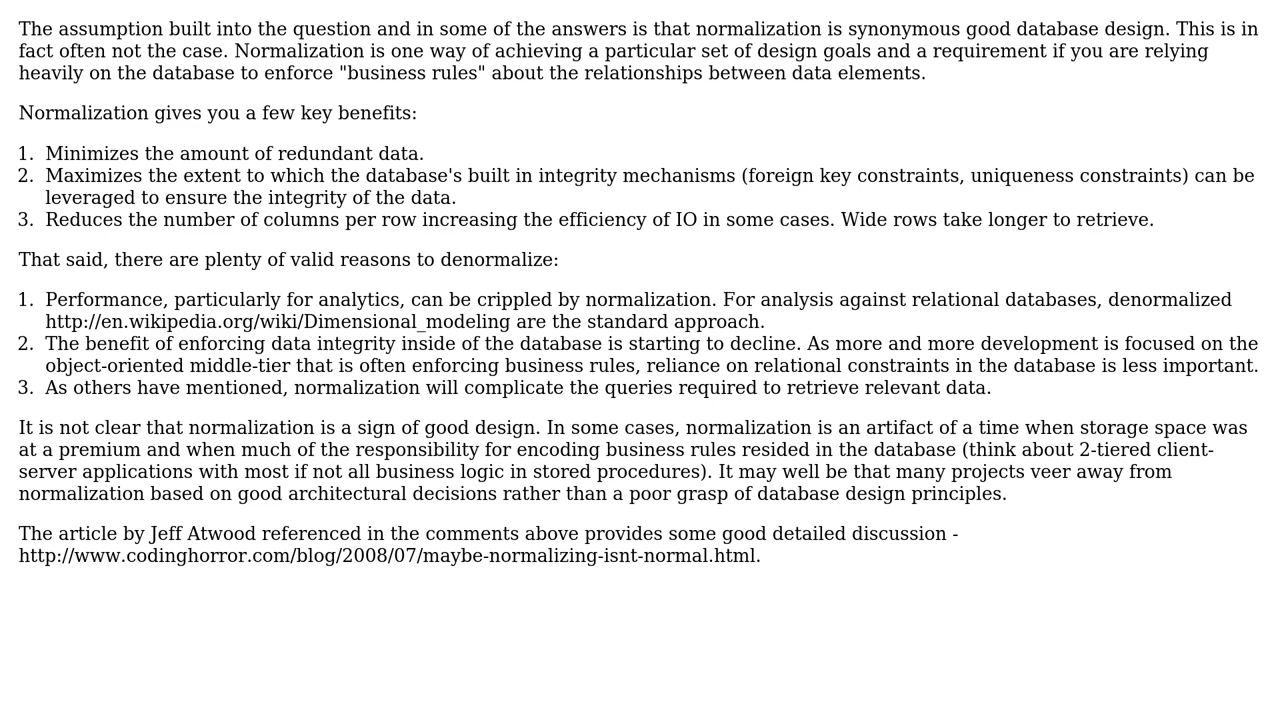 The assumption built into the question and in some of the answers is that normalization is synonymous good database design. This is in
fact often not the case. Normalization is one way of achieving a particular set of design goals and a requirement if you are relying
heavily on the database to enforce "business rules" about the relationships between data elements.
Normalization gives you a few key benefits:
1. Minimizes the amount of redundant data.
2. Maximizes the extent to which the database's built in integrity mechanisms (foreign key constraints, uniqueness constraints) can be
leveraged to ensure the integrity of the data.
3. Reduces the number of columns per row increasing the efficiency of IO in some cases. Wide rows take longer to retrieve.
That said, there are plenty of valid reasons to denormalize:
1. Performance, particularly for analytics, can be crippled by normalization. For analysis against relational databases, denormalized
http://en.wikipedia.org/wiki/Dimensional_modeling are the standard approach.
2. The benefit of enforcing data integrity inside of the database is starting to decline. As more and more development is focused on the
object-oriented middle-tier that is often enforcing business rules, reliance on relational constraints in the database is less important.
3. As others have mentioned, normalization will complicate the queries required to retrieve relevant data.
It is not clear that normalization is a sign of good design. In some cases, normalization is an artifact of a time when storage space was
at a premium and when much of the responsibility for encoding business rules resided in the database (think about 2-tiered client-
server applications with most if not all business logic in stored procedures). It may well be that many projects veer away from
normalization based on good architectural decisions rather than a poor grasp of database design principles.
The article by Jeff Atwood referenced in the comments above provides some good detailed discussion -
http://www.codinghorror.com/blog/2008/07/maybe-normalizing-isnt-normal.html.